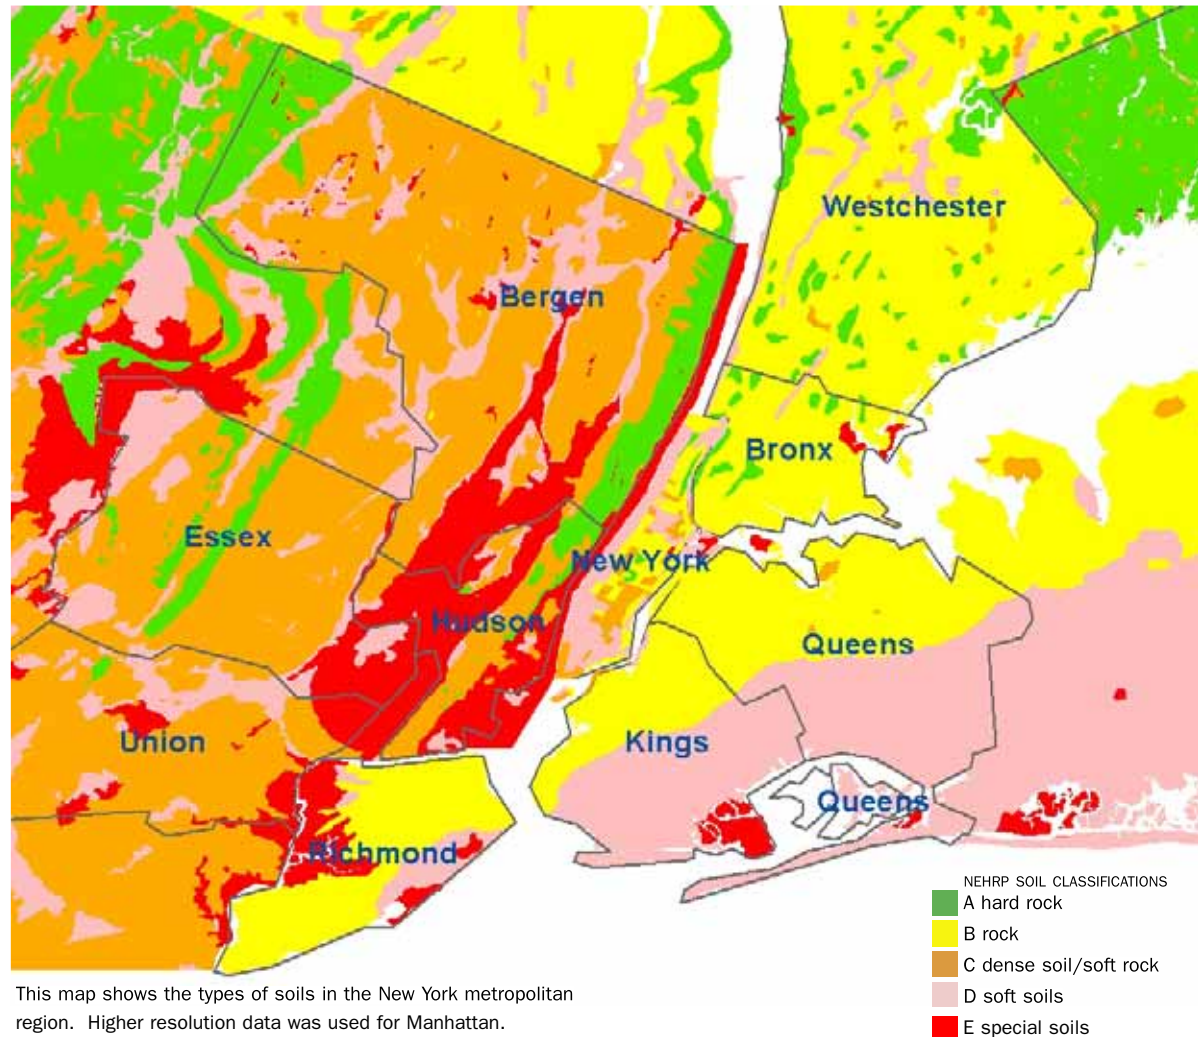 Westchester
Bergen
Bronx
Essex
New York
Hudson
Queens
Union
Kings
Queens
Richmond
NEHRP SOIL CLASSIFICATIONS
A hard rock
B rock
C dense soil/soft rock
D soft soils
E special soils
This map shows the types of soils in the New York metropolitan
region. Higher resolution data was used for Manhattan.